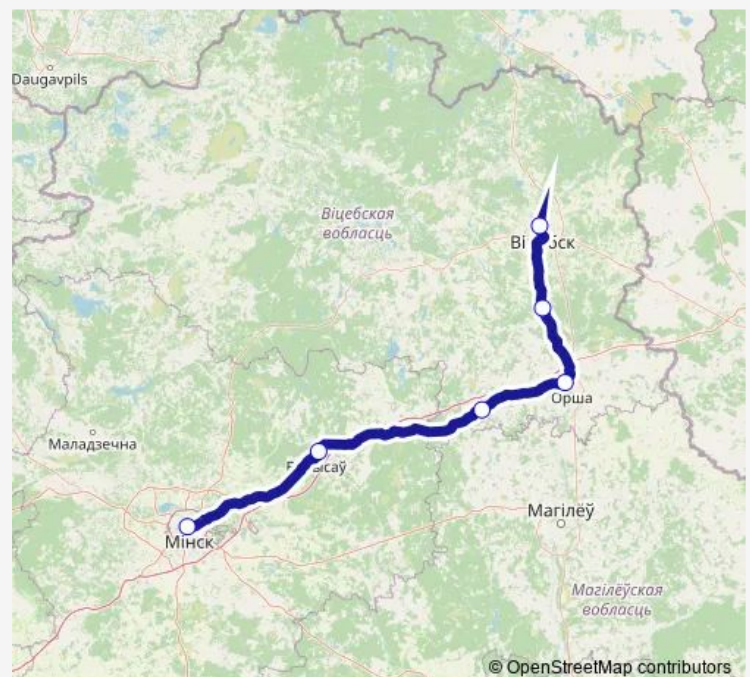 Daugavpils
Віцебская
вобласць
Орша
Маладзечна
Мінск
Магілёў
Магілёўская
вобласць
© OpenStreetMap contributors